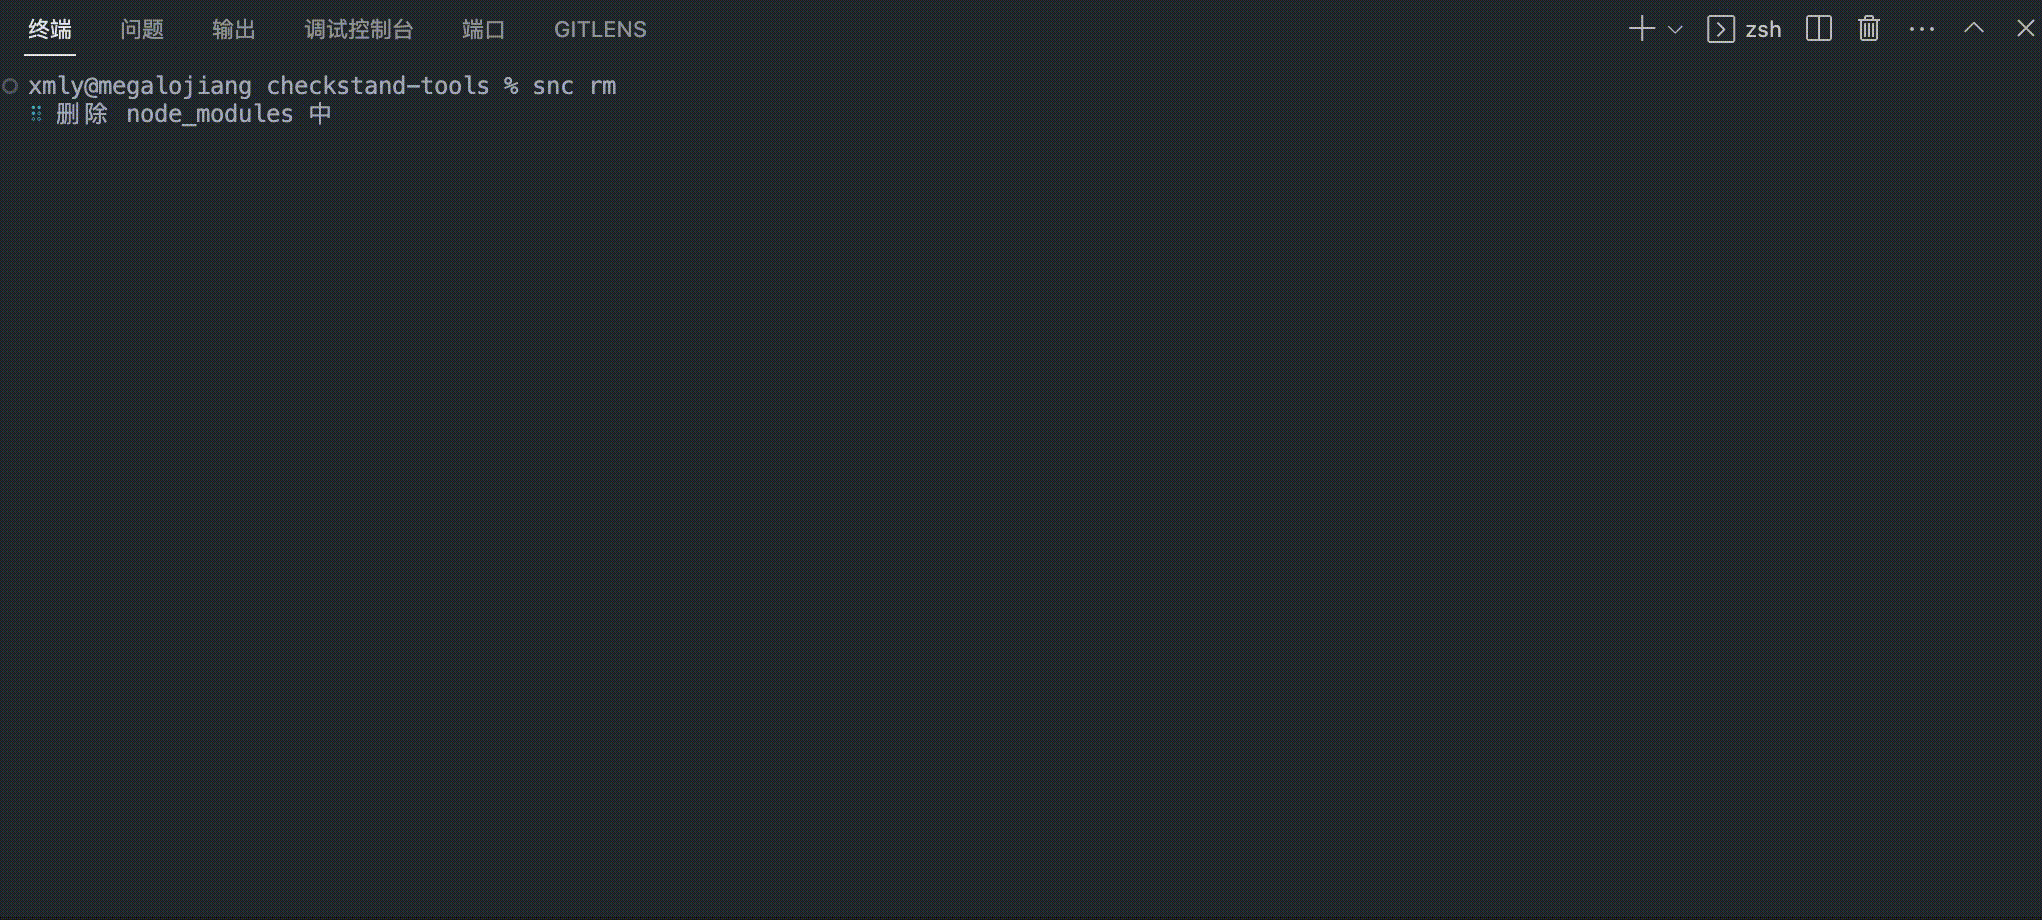 终端 问题 输出 调试控制台 端口 GITLENS zsh
xmly@megalojiang checkstand-tools % snc rm
⠿ 删除 node_modules 中